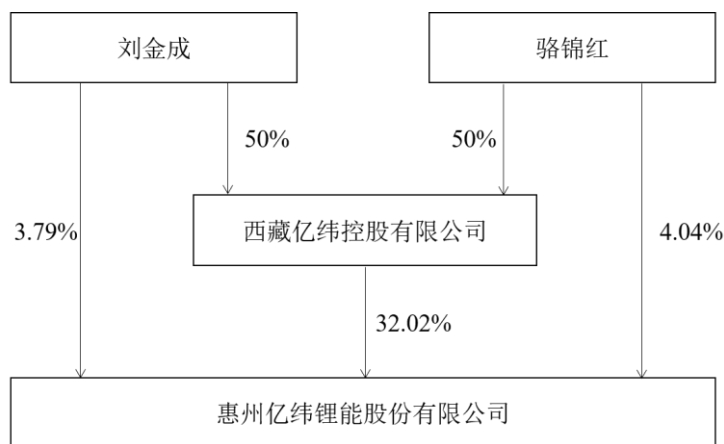 刘金成
骆锦红
50%
50%
西藏亿纬控股有限公司
3.79%
4.04%
32.02%
惠州亿纬锂能股份有限公司